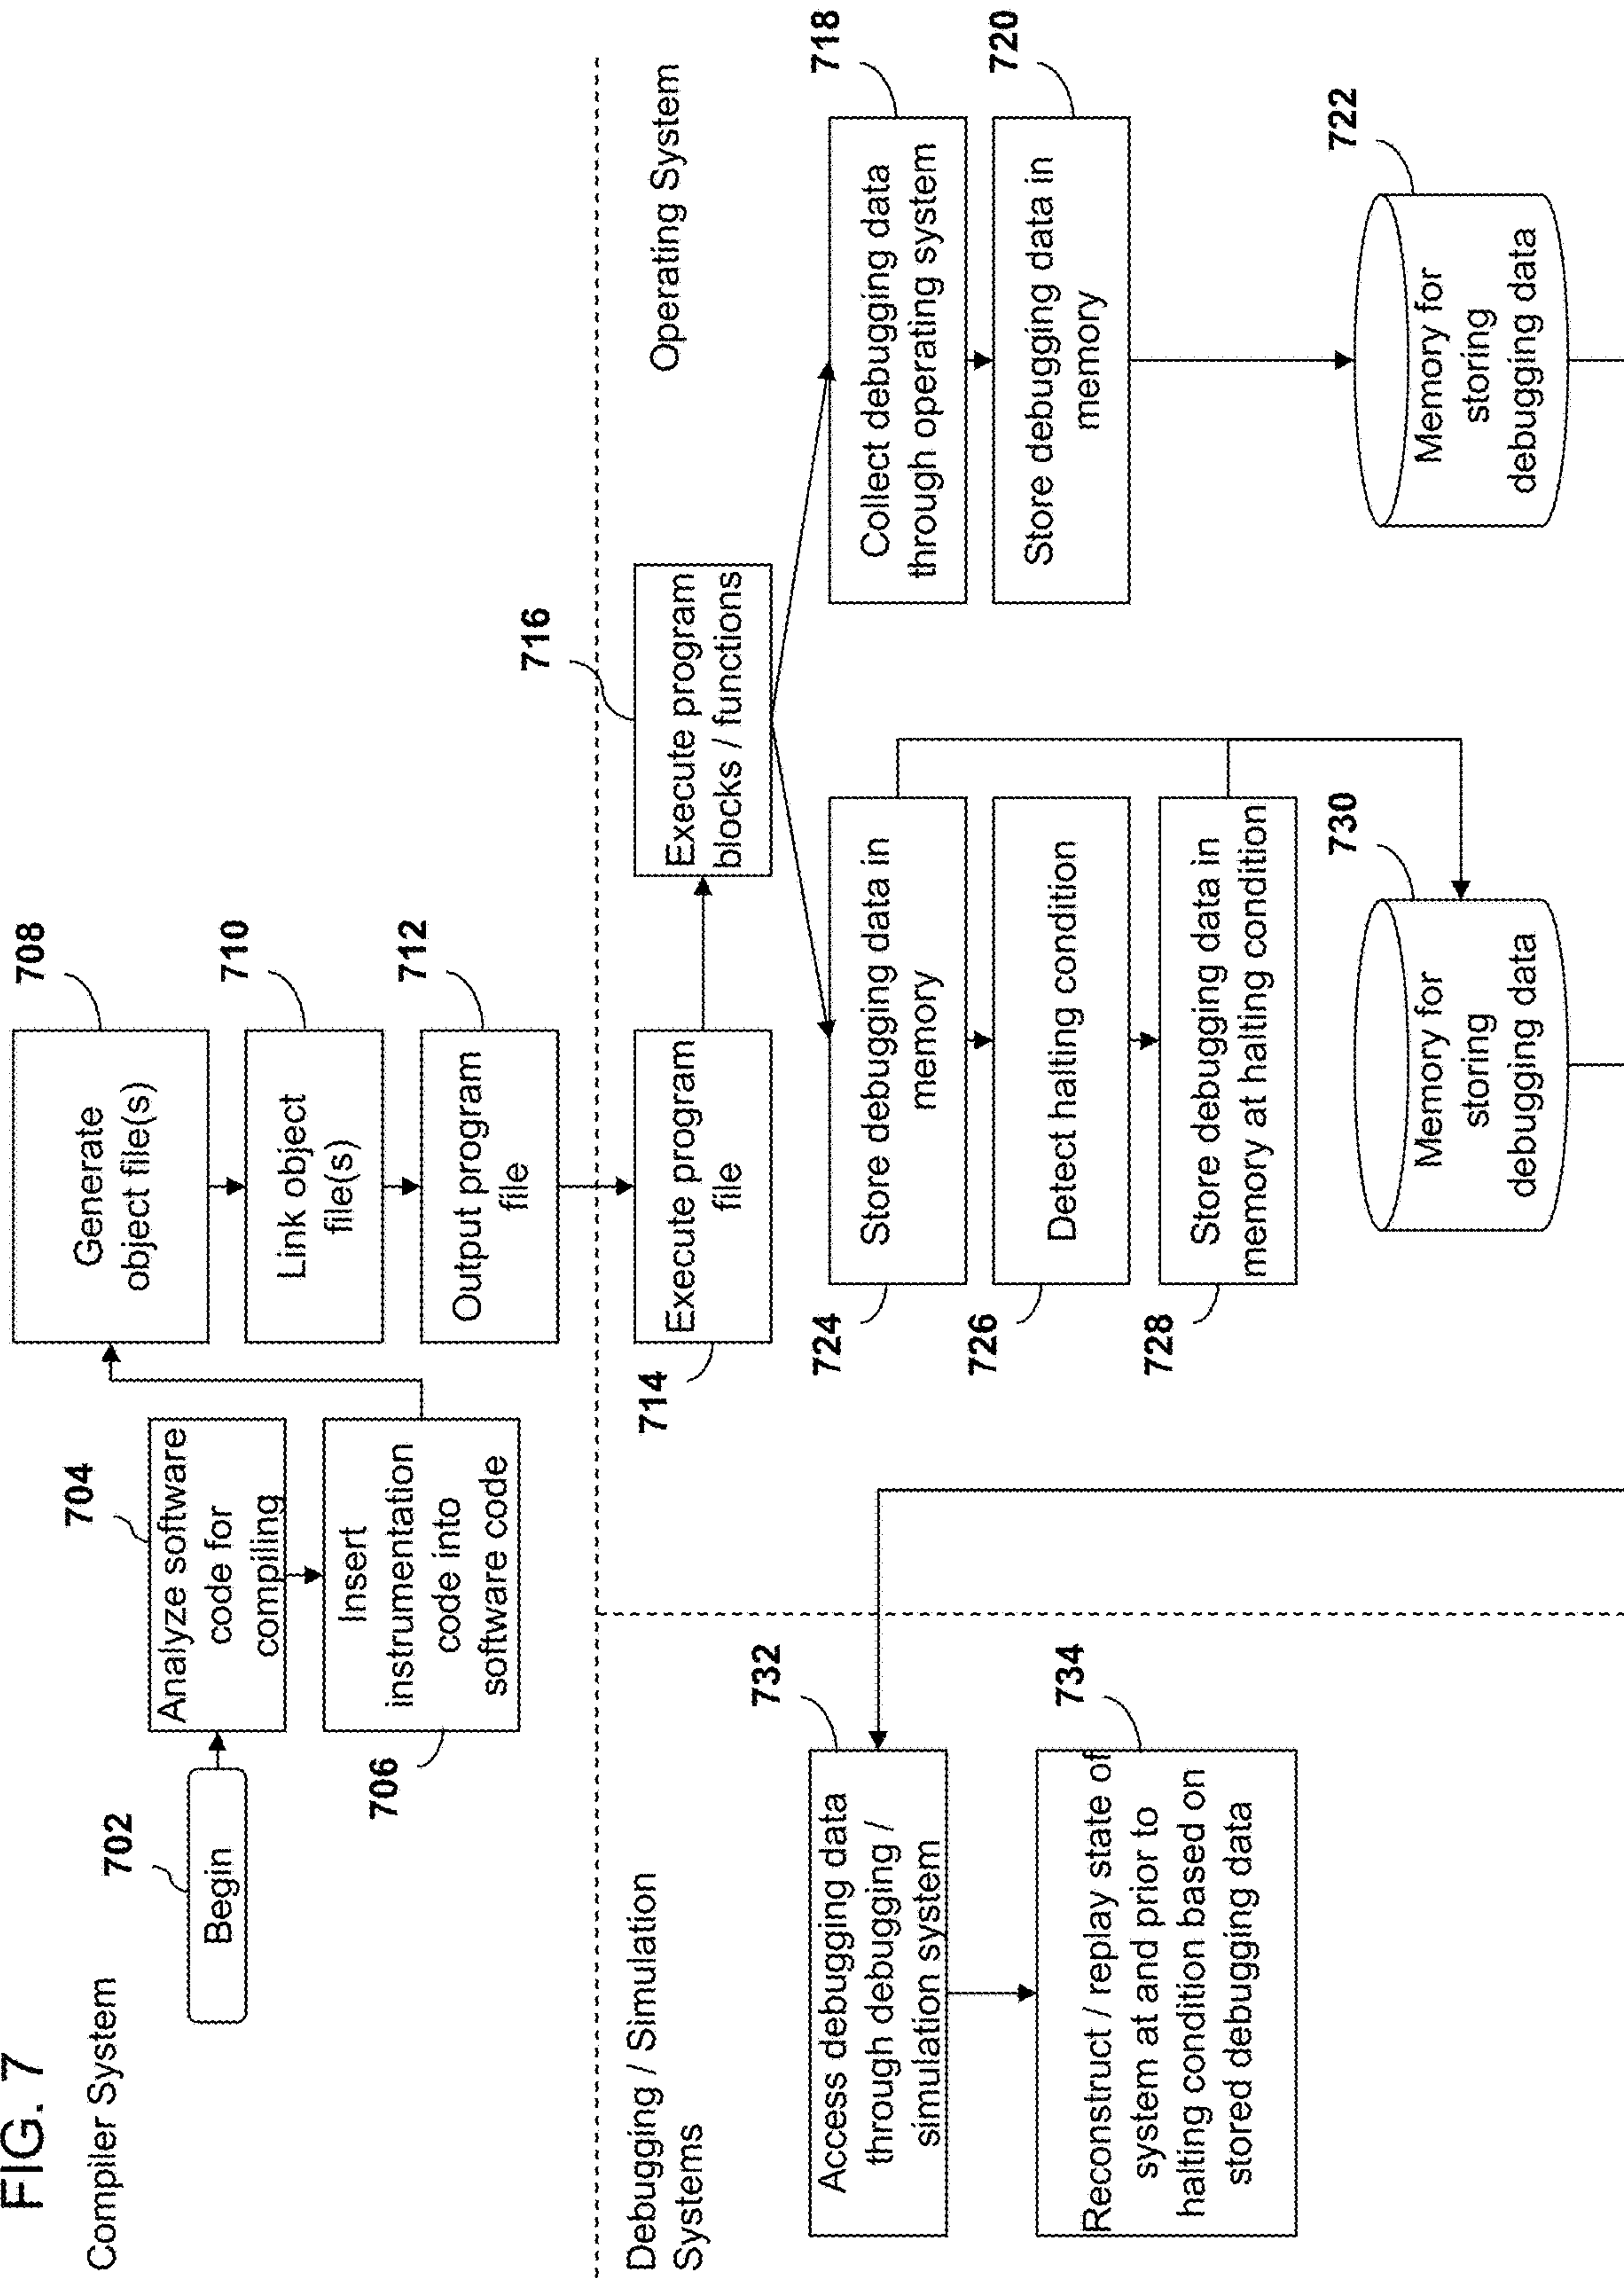 FIG. 7
Compiler System
702
Begin
704
Analyze software
code for
compiling
706
Insert
instrumentation
code into
software code
708
Generate
object file(s)
710
Link object
file(s)
712
Output program
file
Operating System
714
Execute program
file
716
Execute program
blocks / functions
718
Collect debugging data
through operating system
720
Store debugging data in
memory
722
Memory for
storing
debugging data
724
Store debugging data in
memory
726
Detect halting condition
728
Store debugging data in
memory at halting condition
730
Memory for
storing
debugging data
Debugging / Simulation
Systems
732
Access debugging data
through debugging /
simulation system
734
Reconstruct / replay state of
system at and prior to
halting condition based on
stored debugging data